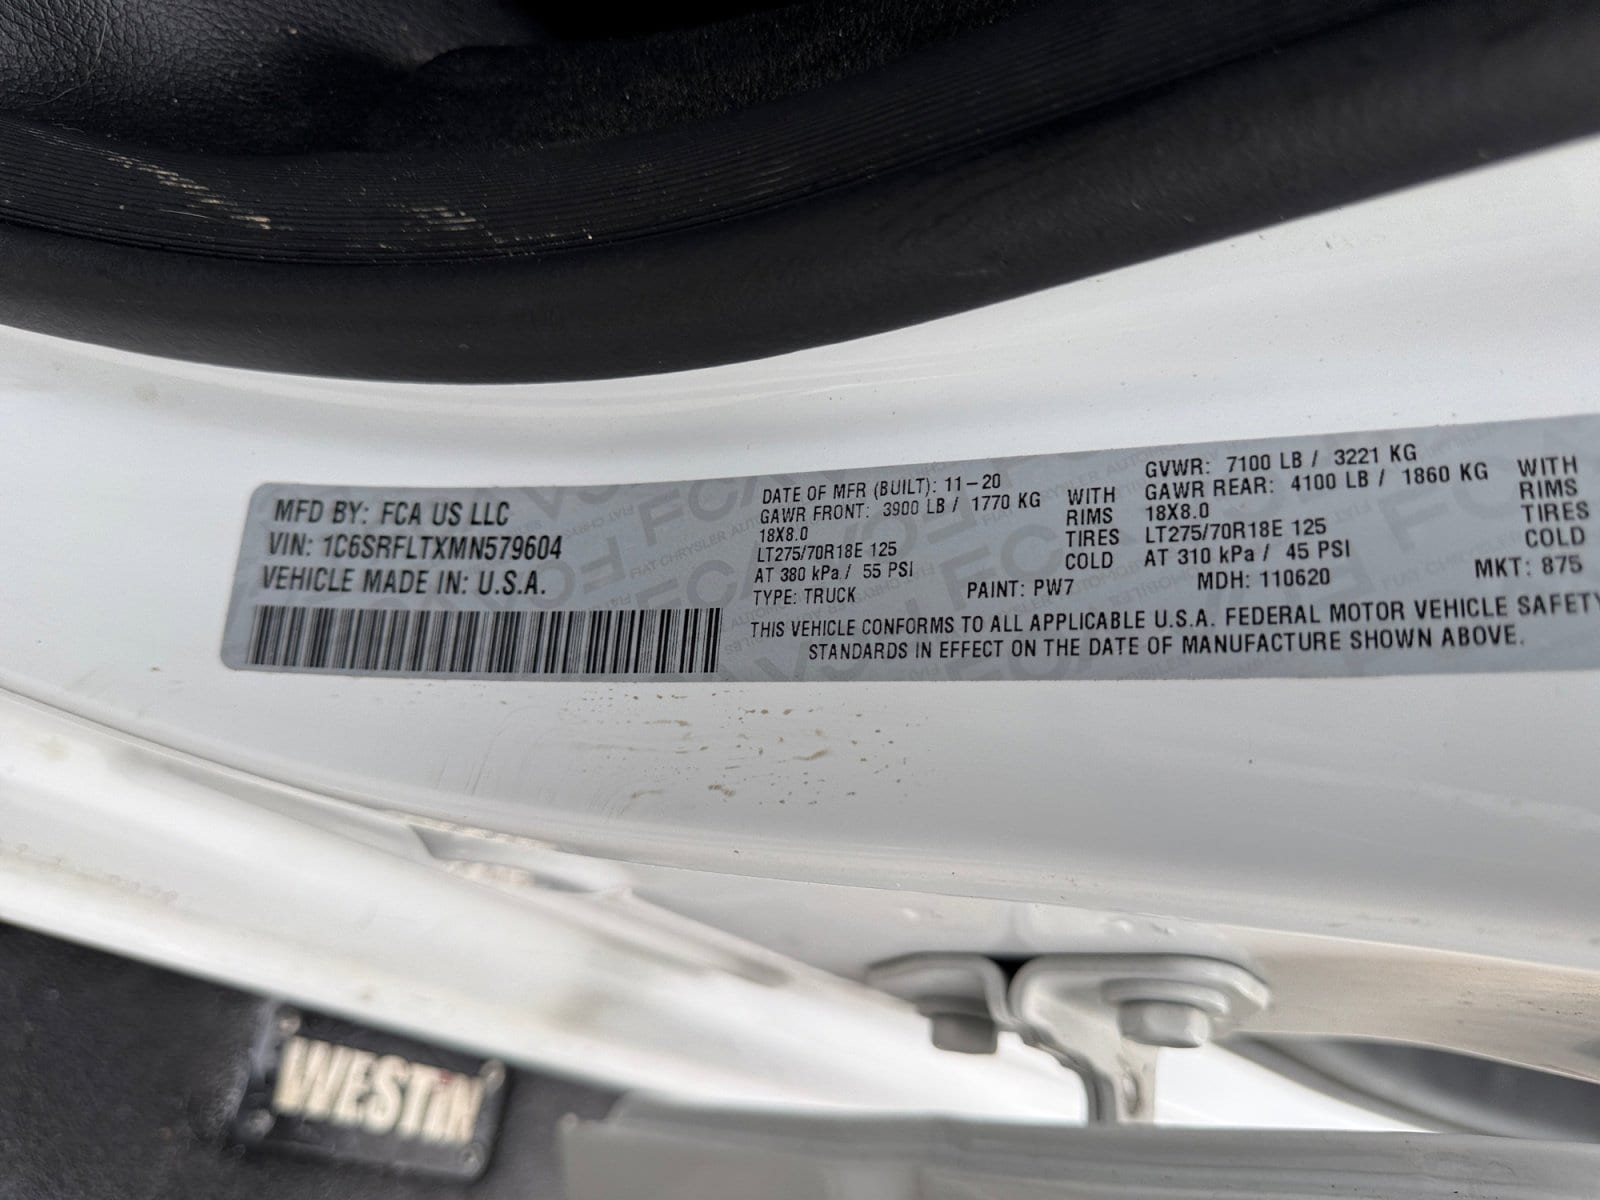 MFD BY: FCA US LLC
VIN: 1C6SRFLTXMN579604
VEHICLE MADE IN: U.S.A.
DATE OF MFR (BUILT): 11-20
GAWR FRONT: 3900 LB / 1770 KG WITH
18X8.0 RIMS
LT275/70R18E 125 TIRES
AT 380 kPa / 55 PSI COLD
TYPE: TRUCK PAINT: PW7
GVWR: 7100 LB / 3221 KG
GAWR REAR: 4100 LB / 1860 KG WITH
18X8.0 RIMS
LT275/70R18E 125 TIRES
AT 310 kPa / 45 PSI COLD
MDH: 110620 MKT: 875
THIS VEHICLE CONFORMS TO ALL APPLICABLE U.S.A. FEDERAL MOTOR VEHICLE SAFETY
STANDARDS IN EFFECT ON THE DATE OF MANUFACTURE SHOWN ABOVE.
WESTiN